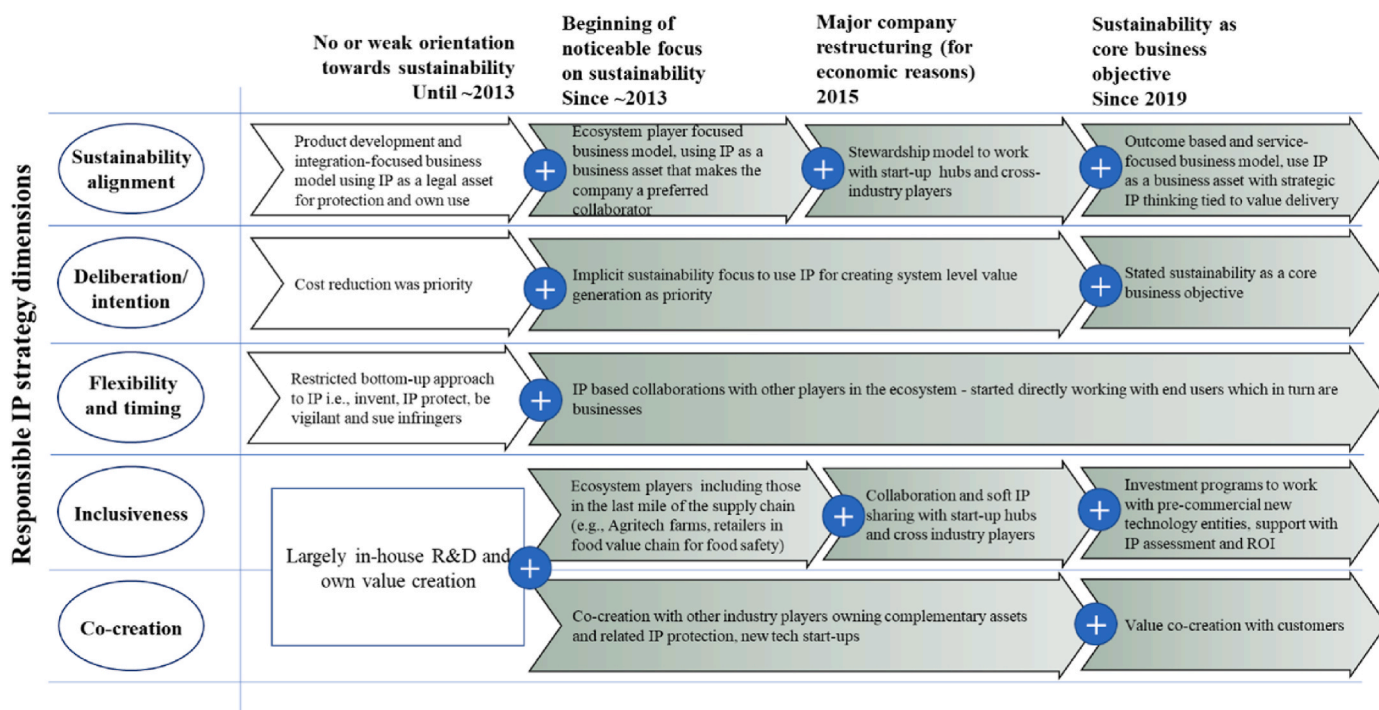 Responsible IP strategy dimensions
No or weak orientation
towards sustainability
Until ~2013
Beginning of
noticeable focus
on sustainability
Since ~2013
Major company
restructuring (for
economic reasons)
2015
Sustainability as
core business
objective
Since 2019
Sustainability
alignment
Product development and
integration-focused business
model using IP as a legal asset
for protection and own use
+
Ecosystem player focused
business model, using IP as a
business asset that makes the
company a preferred
collaborator
+
Stewardship model to work
with start-up hubs and cross-
industry players
+
Outcome based and service-
focused business model, use IP
as a business asset with strategic
IP thinking tied to value delivery
Deliberation/
intention
Cost reduction was priority
+
Implicit sustainability focus to use IP for creating system level value
generation as priority
+
Stated sustainability as a core
business objective
Flexibility
and timing
Restricted bottom-up approach
to IP i.e., invent, IP protect, be
vigilant and sue infringers
+
IP based collaborations with other players in the ecosystem - started directly working with end users which in turn are
businesses
Inclusiveness
Largely in-house R&D and
own value creation
+
Ecosystem players including those
in the last mile of the supply chain
(e.g., Agritech farms, retailers in
food value chain for food safety)
+
Collaboration and soft IP
sharing with start-up hubs
and cross industry players
+
Investment programs to work
with pre-commercial new
technology entities, support with
IP assessment and ROI
Co-creation
Co-creation with other industry players owning complementary assets
and related IP protection, new tech start-ups
+
Value co-creation with customers